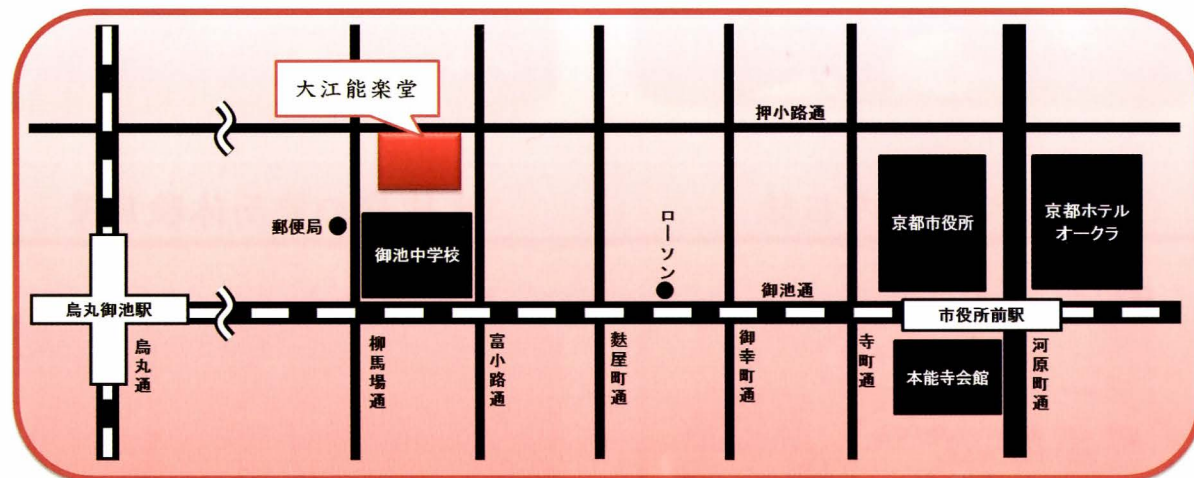 大江能楽堂
押小路通
郵便局
御池中学校
ローソン
京都市役所
京都ホテル
オークラ
烏丸御池駅
御池通
市役所前駅
烏丸通
柳馬場通
富小路通
麩屋町通
御幸町通
寺町通
本能寺会館
河原町通